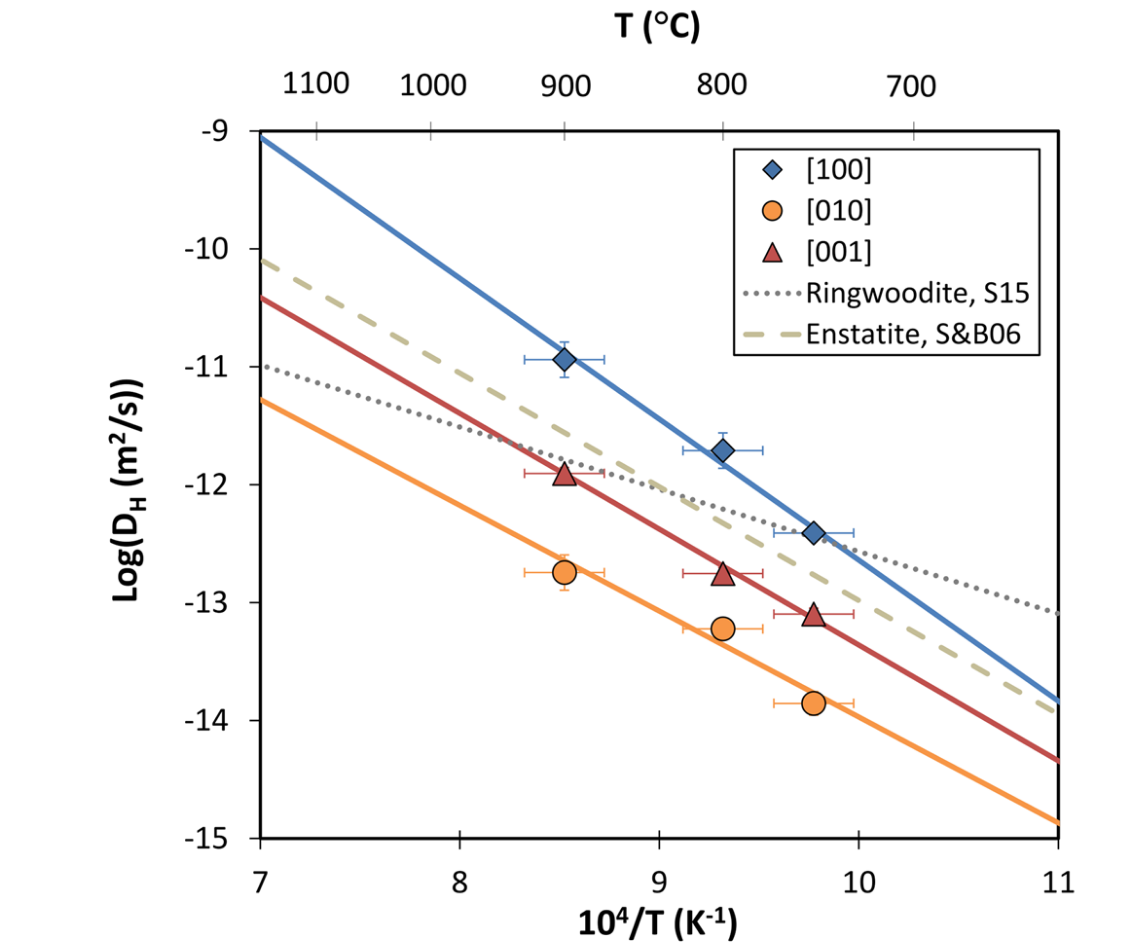 T (°C)
1100 1000 900 800 700
-9
-10
-11
-12
-13
-14
-15
Log(D_H (m²/s))
[100]
[010]
[001]
Ringwoodite, S15
Enstatite, S&B06
7 8 9 10 11
10⁴/T (K⁻¹)